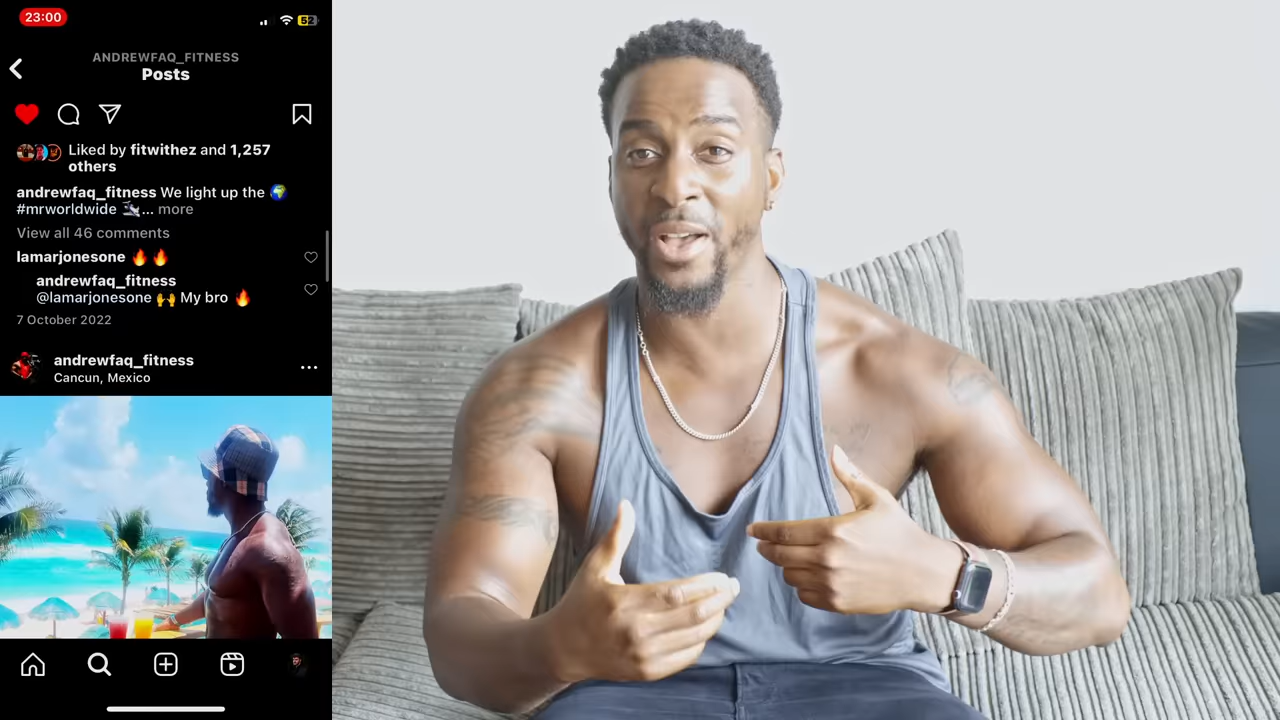 23:00
52
ANDREWFAQ_FITNESS
Posts
Liked by fitwithez and 1,257
others
andrewfaq_fitness We light up the 🌍
#mrworldwide 🛩... more
View all 46 comments
lamarjonesone 🔥🔥
andrewfaq_fitness
@lamarjonesone 🙌 My bro 🔥
7 October 2022
andrewfaq_fitness
Cancun, Mexico